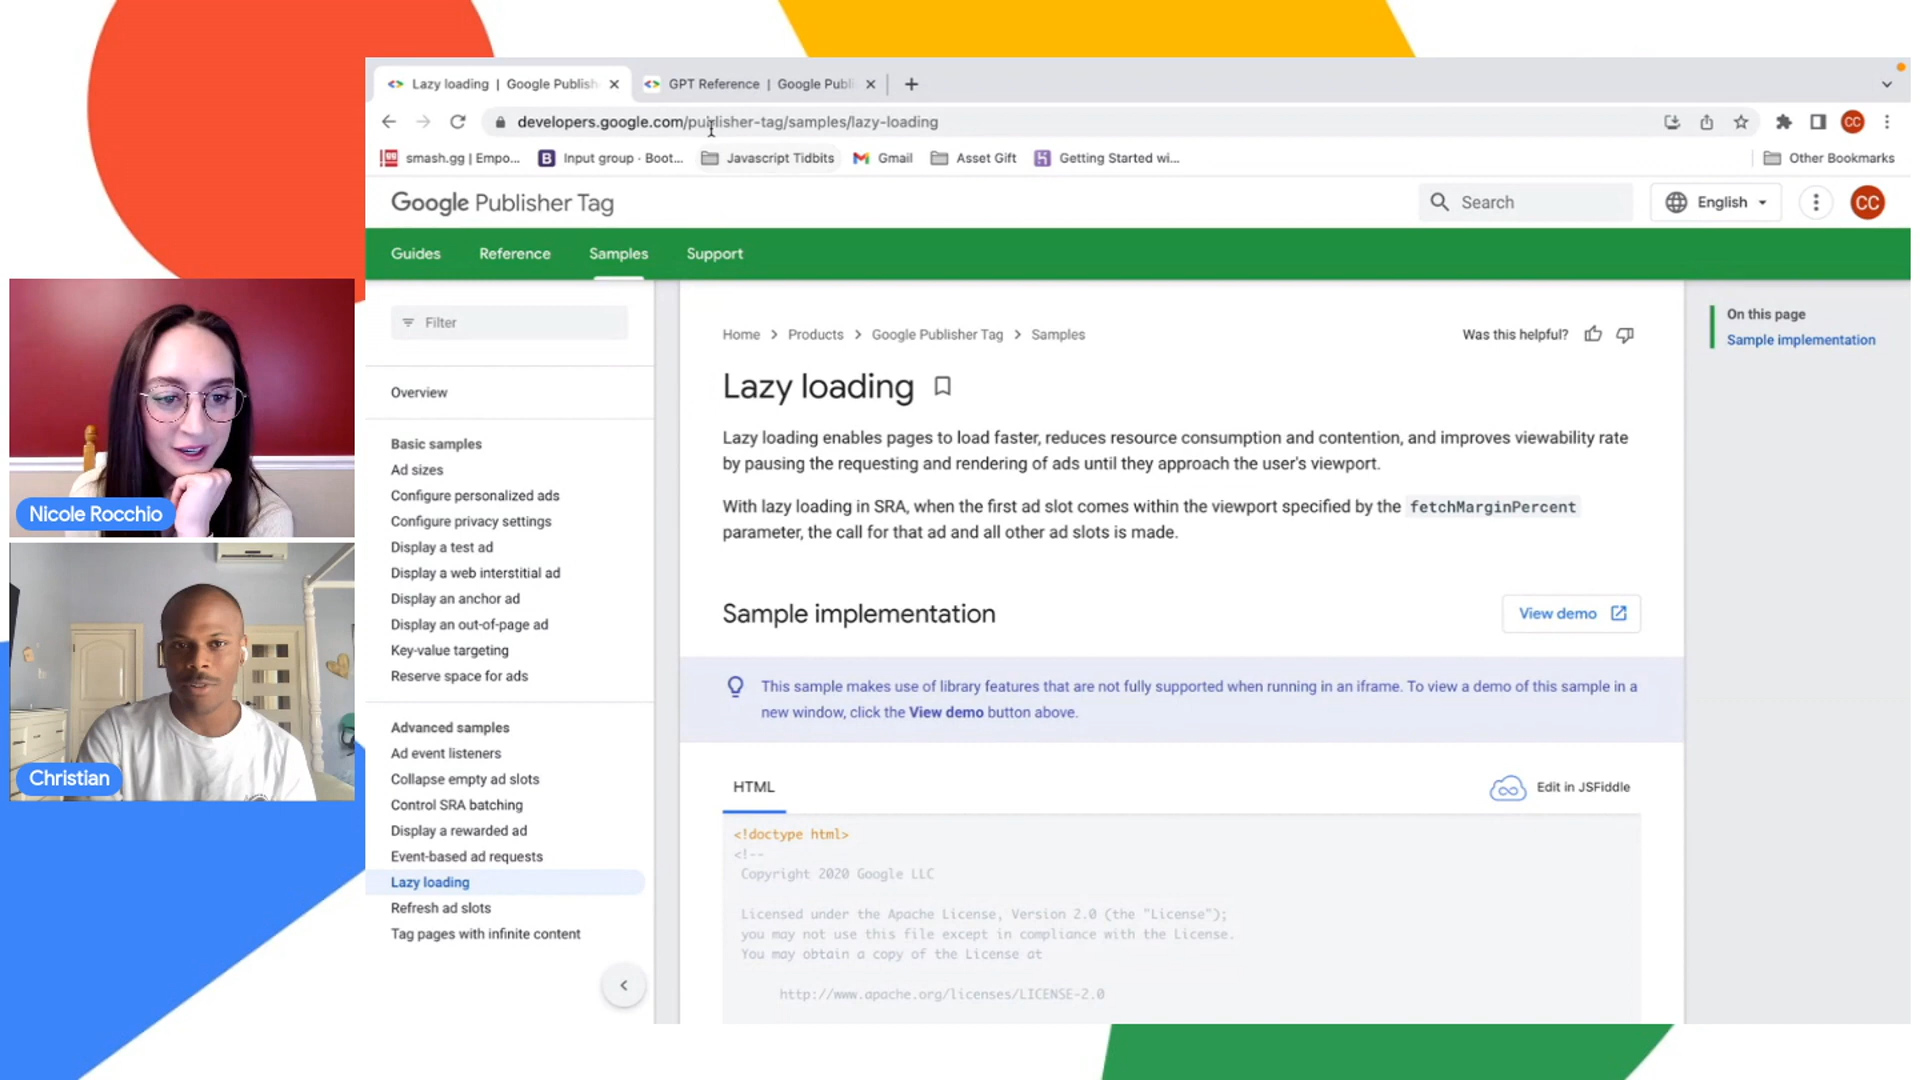 Lazy loading | Google Publish
GPT Reference | Google Publ
developers.google.com/publisher-tag/samples/lazy-loading
CC
smash.gg | Empo...
B
Input group · Boot...
Javascript Tidbits
Gmail
Asset Gift
Getting Started wi...
Other Bookmarks
Google Publisher Tag
Search
English
CC
Guides
Reference
Samples
Support
Filter
Overview
Basic samples
Ad sizes
Configure personalized ads
Configure privacy settings
Display a test ad
Display a web interstitial ad
Display an anchor ad
Display an out-of-page ad
Key-value targeting
Reserve space for ads
Advanced samples
Ad event listeners
Collapse empty ad slots
Control SRA batching
Display a rewarded ad
Event-based ad requests
Lazy loading
Refresh ad slots
Tag pages with infinite content
Home > Products > Google Publisher Tag > Samples
Was this helpful?
Lazy loading
Lazy loading enables pages to load faster, reduces resource consumption and contention, and improves viewability rate
by pausing the requesting and rendering of ads until they approach the user's viewport.
With lazy loading in SRA, when the first ad slot comes within the viewport specified by the fetchMarginPercent
parameter, the call for that ad and all other ad slots is made.
Sample implementation
View demo
This sample makes use of library features that are not fully supported when running in an iframe. To view a demo of this sample in a
new window, click the View demo button above.
HTML
Edit in JSFiddle
<!doctype html>
<!--
Copyright 2020 Google LLC
Licensed under the Apache License, Version 2.0 (the "License");
you may not use this file except in compliance with the License.
You may obtain a copy of the License at
http://www.apache.org/licenses/LICENSE-2.0
On this page
Sample implementation
Nicole Rocchio
Christian